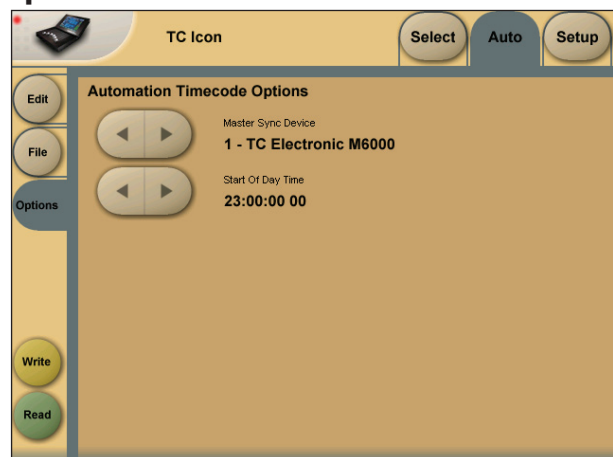 TC Icon
Select
Auto
Setup
Edit
File
Options
Write
Read
Automation Timecode Options
Master Sync Device
1 - TC Electronic M6000
Start Of Day Time
23:00:00 00